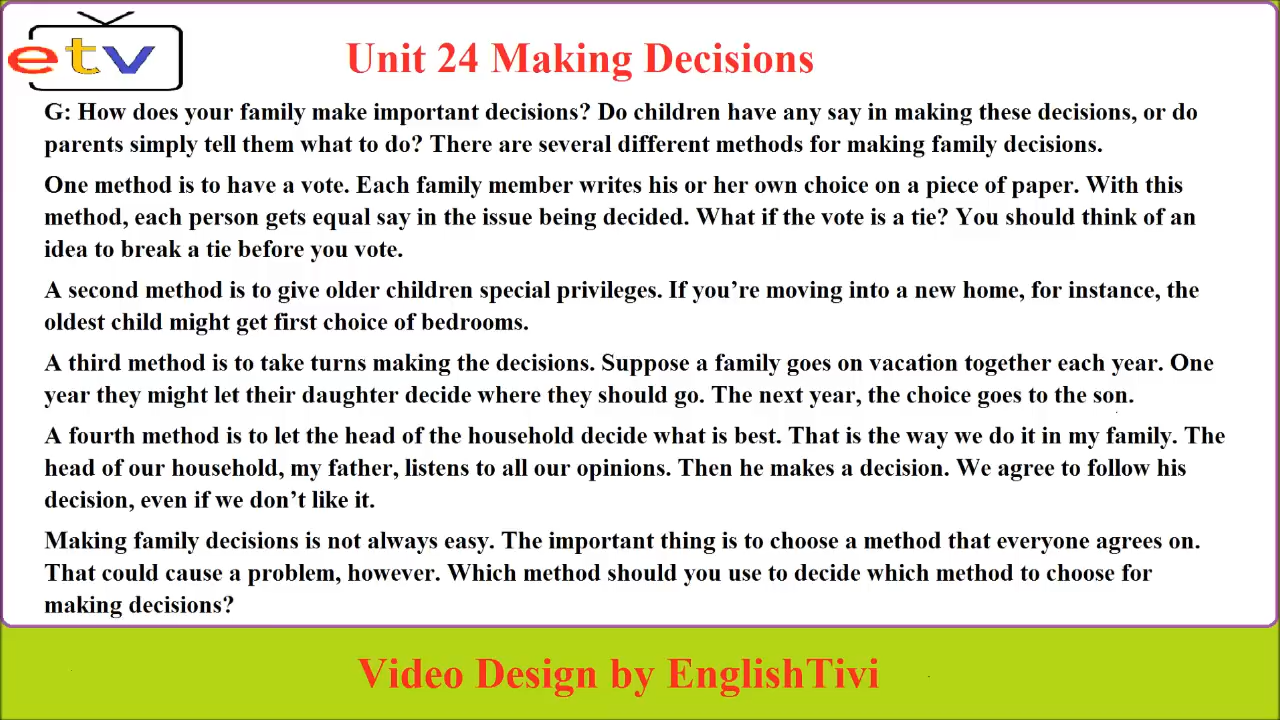 etv
Unit 24 Making Decisions
G: How does your family make important decisions? Do children have any say in making these decisions, or do
parents simply tell them what to do? There are several different methods for making family decisions.
One method is to have a vote. Each family member writes his or her own choice on a piece of paper. With this
method, each person gets equal say in the issue being decided. What if the vote is a tie? You should think of an
idea to break a tie before you vote.
A second method is to give older children special privileges. If you’re moving into a new home, for instance, the
oldest child might get first choice of bedrooms.
A third method is to take turns making the decisions. Suppose a family goes on vacation together each year. One
year they might let their daughter decide where they should go. The next year, the choice goes to the son.
A fourth method is to let the head of the household decide what is best. That is the way we do it in my family. The
head of our household, my father, listens to all our opinions. Then he makes a decision. We agree to follow his
decision, even if we don’t like it.
Making family decisions is not always easy. The important thing is to choose a method that everyone agrees on.
That could cause a problem, however. Which method should you use to decide which method to choose for
making decisions?
Video Design by EnglishTivi